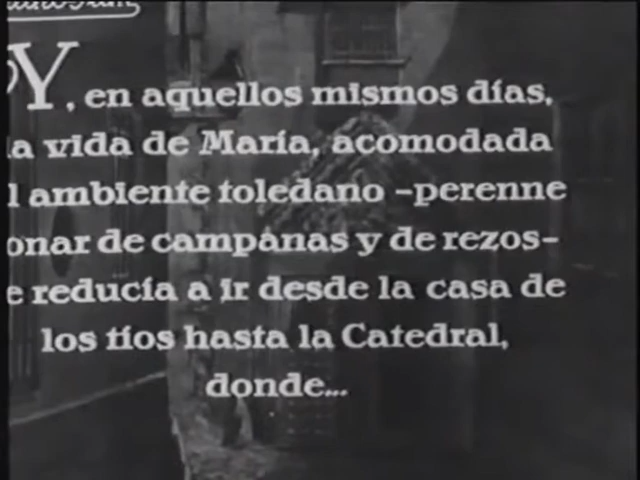 Y, en aquellos mismos días,
a vida de María, acomodada
l ambiente toledano -perenne
onar de campanas y de rezos-
e reducía a ir desde la casa de
los tíos hasta la Catedral,
donde...